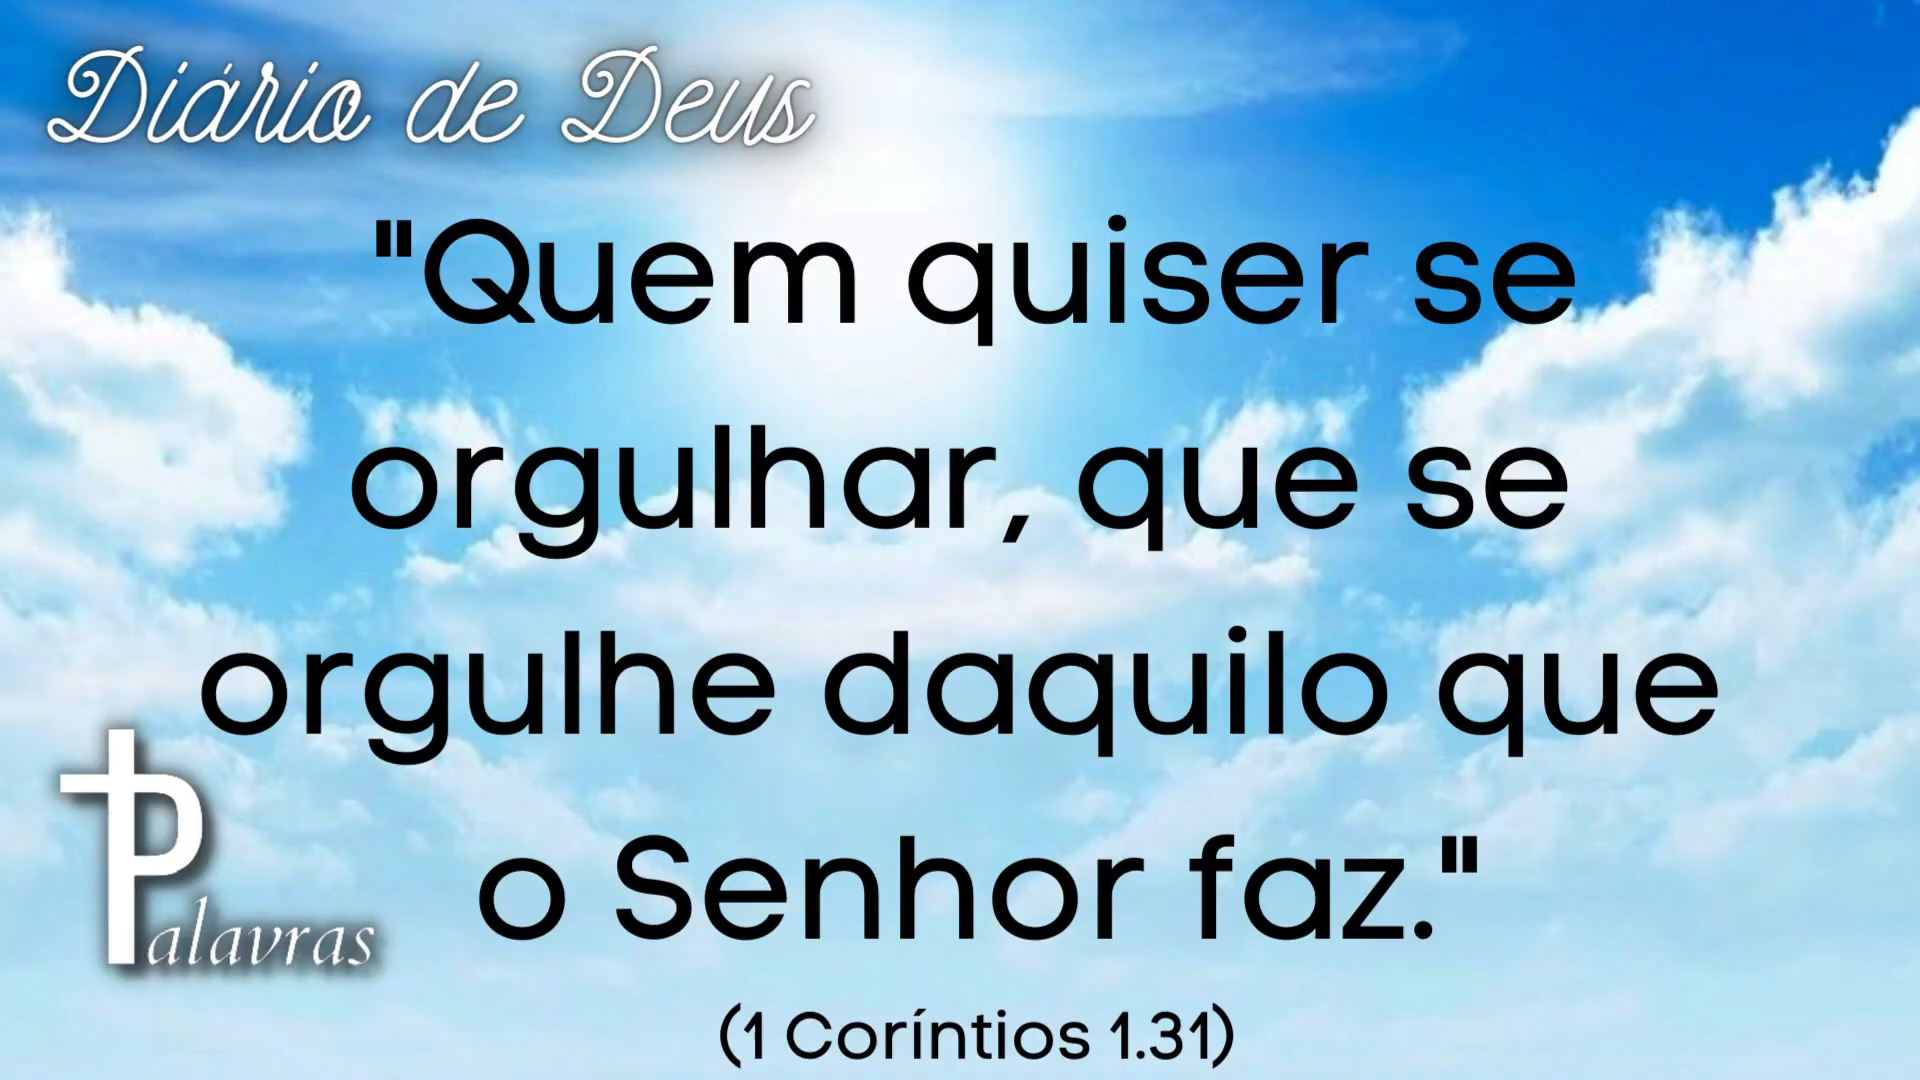 Diário de Deus
"Quem quiser se
orgulhar, que se
orgulhe daquilo que
o Senhor faz."
Palavras
(1 Coríntios 1.31)